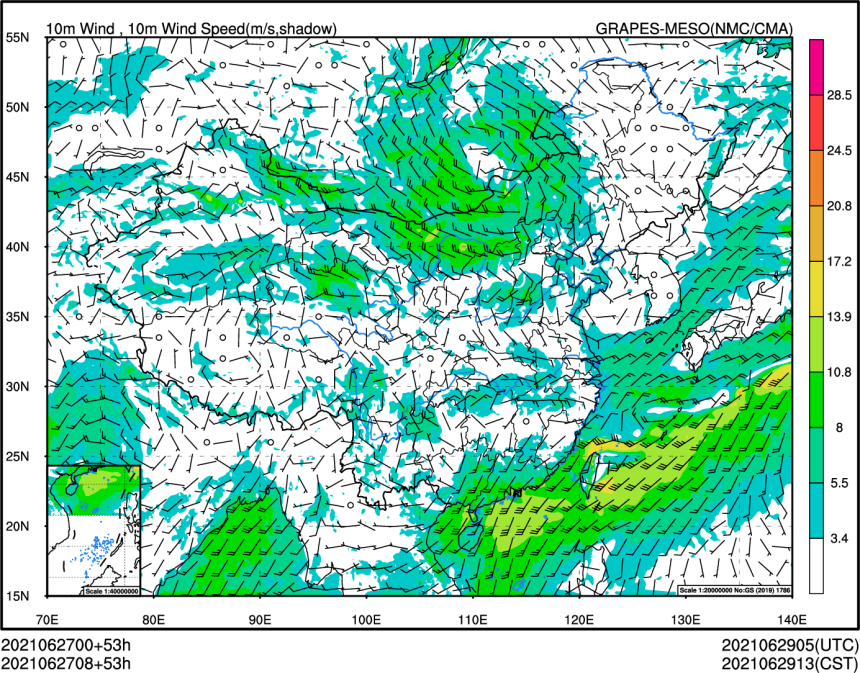 10m Wind , 10m Wind Speed(m/s,shadow) GRAPES-MESO(NMC/CMA)
55N
50N
45N
40N
35N
30N
25N
20N
15N
28.5
24.5
20.8
17.2
13.9
10.8
8
5.5
3.4
Scale 1:40000000
Scale 1:20000000 No:GS (2019) 1786
70E 80E 90E 100E 110E 120E 130E 140E
2021062700+53h 2021062905(UTC)
2021062708+53h 2021062913(CST)